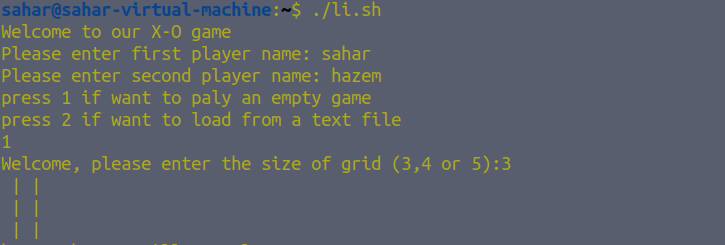 sahar@sahar-virtual-machine:~$ ./li.sh
Welcome to our X-O game
Please enter first player name: sahar
Please enter second player name: hazem
press 1 if want to paly an empty game
press 2 if want to load from a text file
1
Welcome, please enter the size of grid (3,4 or 5):3
 | |
 | |
 | |